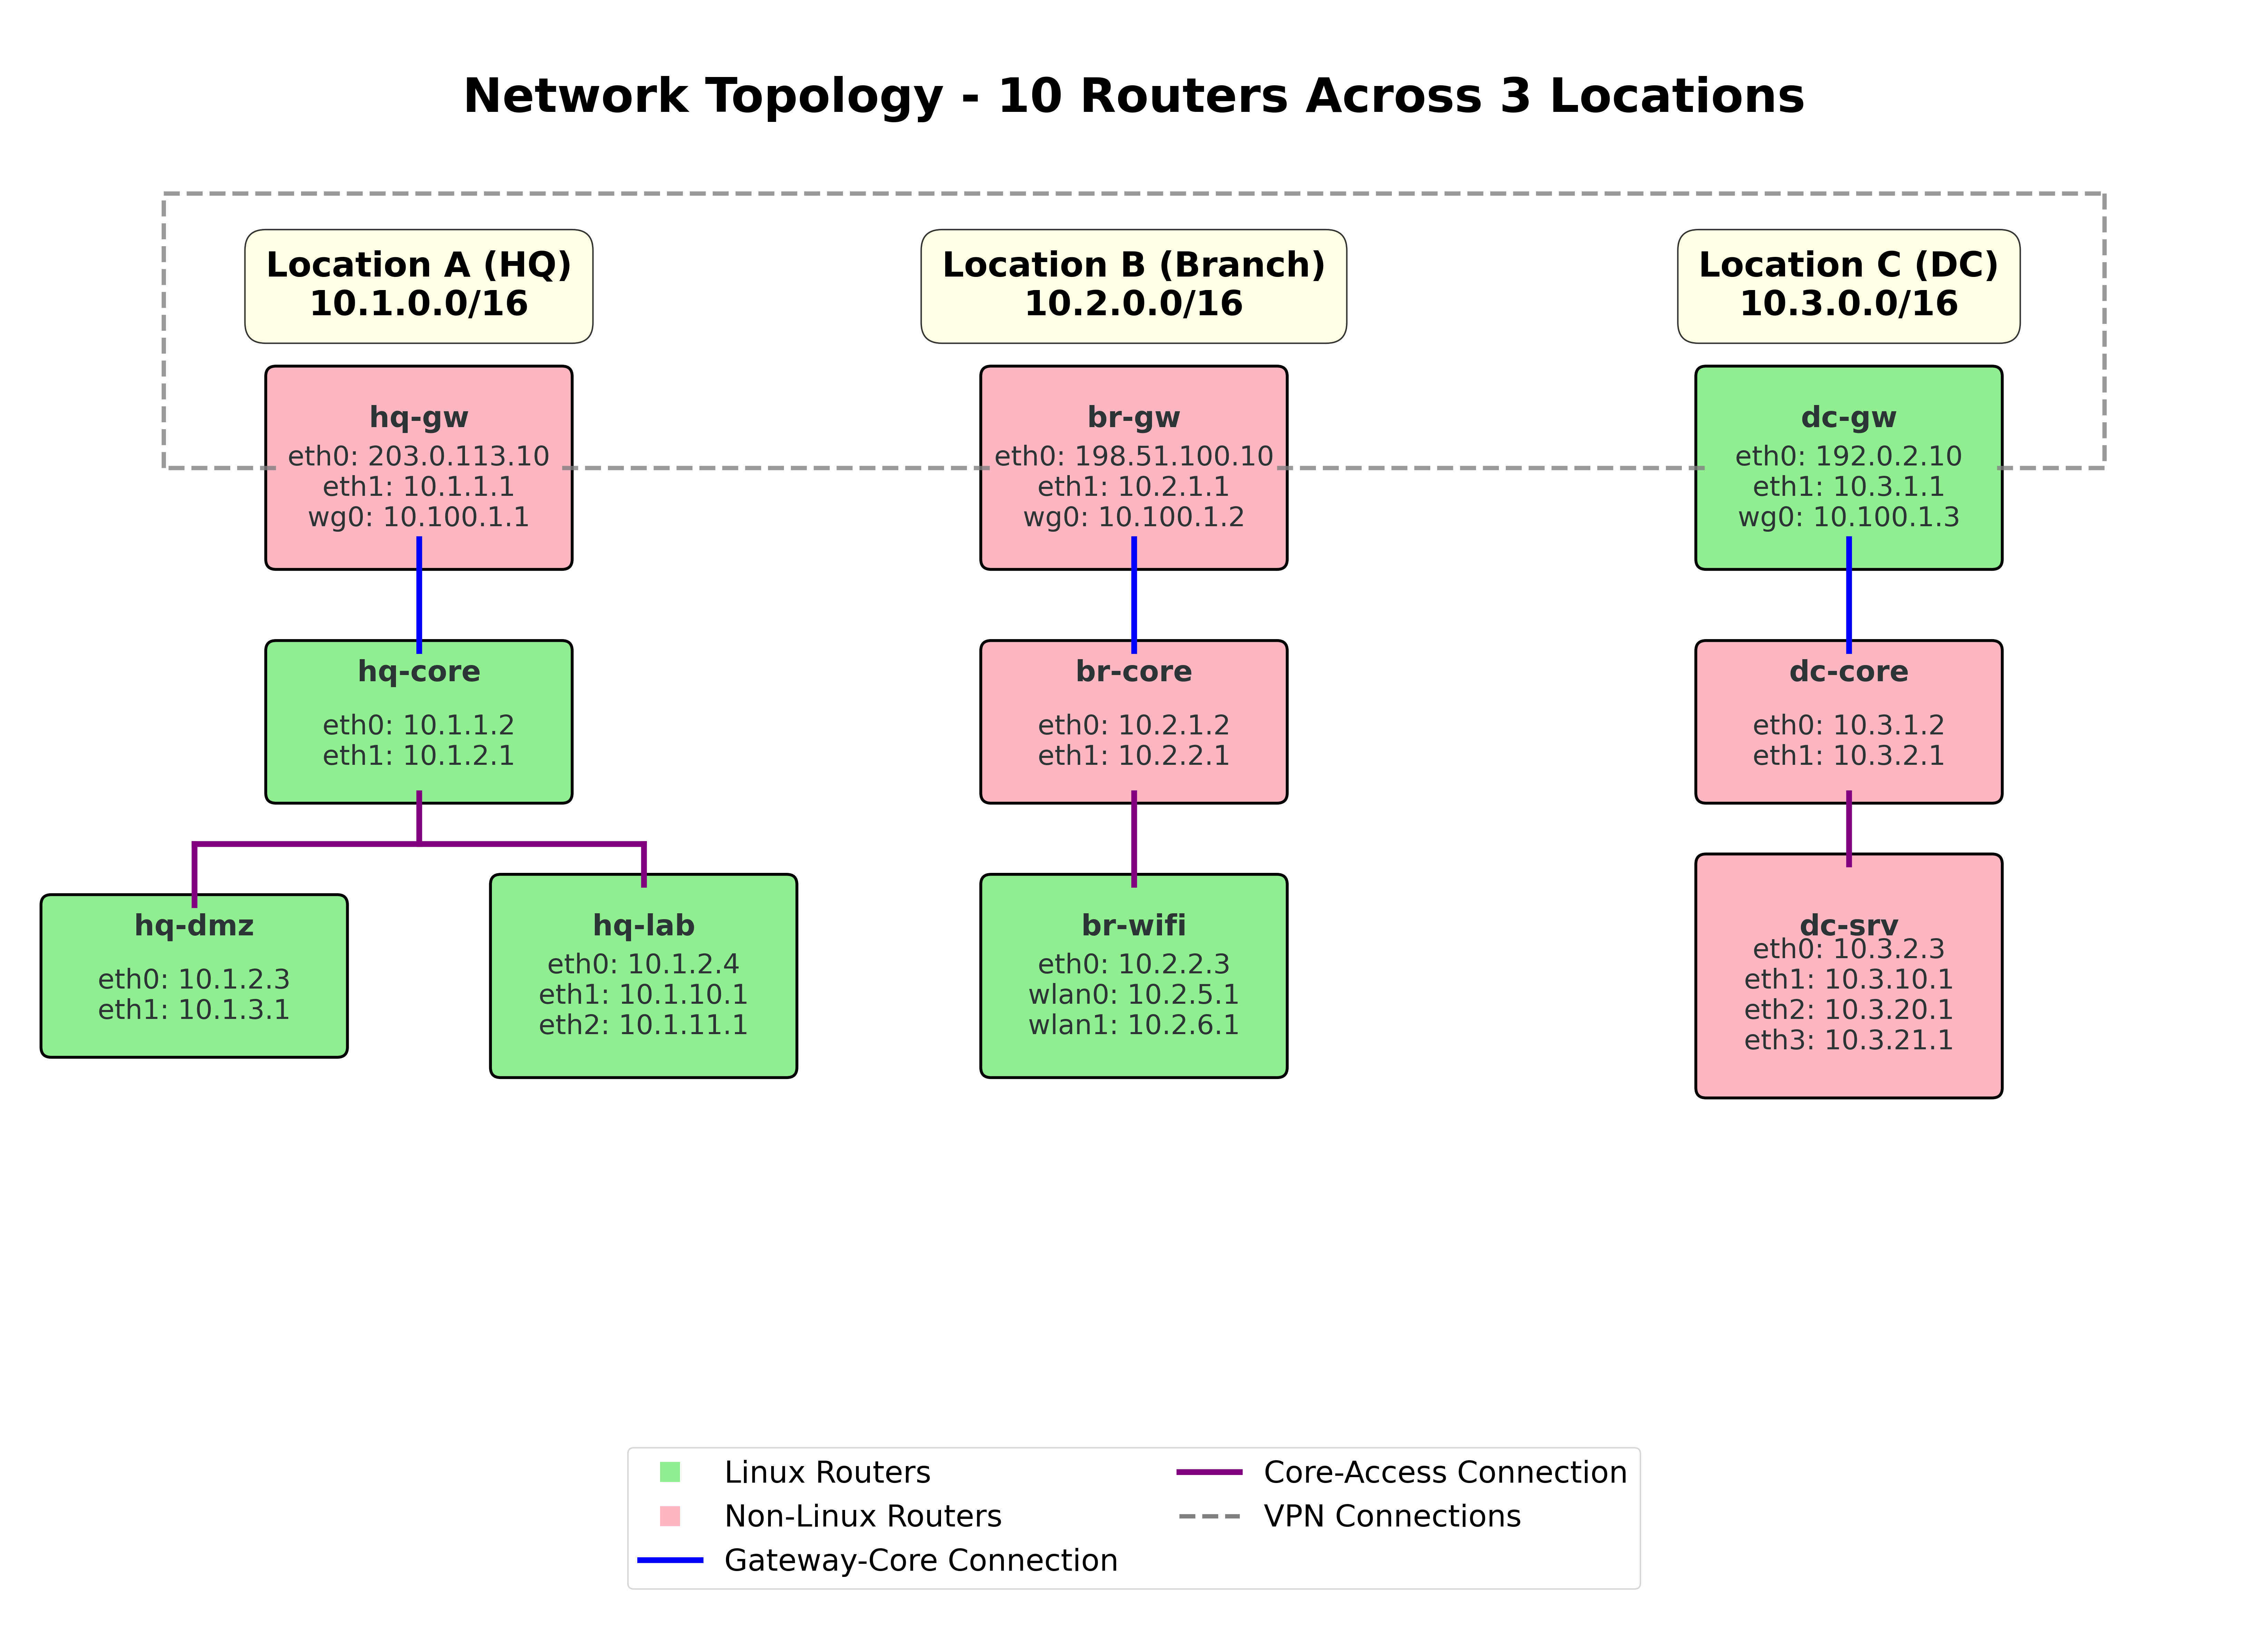 Network Topology - 10 Routers Across 3 Locations
Location A (HQ)
10.1.0.0/16
Location B (Branch)
10.2.0.0/16
Location C (DC)
10.3.0.0/16
hq-gw
eth0: 203.0.113.10
eth1: 10.1.1.1
wg0: 10.100.1.1
br-gw
eth0: 198.51.100.10
eth1: 10.2.1.1
wg0: 10.100.1.2
dc-gw
eth0: 192.0.2.10
eth1: 10.3.1.1
wg0: 10.100.1.3
hq-core
eth0: 10.1.1.2
eth1: 10.1.2.1
br-core
eth0: 10.2.1.2
eth1: 10.2.2.1
dc-core
eth0: 10.3.1.2
eth1: 10.3.2.1
hq-dmz
eth0: 10.1.2.3
eth1: 10.1.3.1
hq-lab
eth0: 10.1.2.4
eth1: 10.1.10.1
eth2: 10.1.11.1
br-wifi
eth0: 10.2.2.3
wlan0: 10.2.5.1
wlan1: 10.2.6.1
dc-srv
eth0: 10.3.2.3
eth1: 10.3.10.1
eth2: 10.3.20.1
eth3: 10.3.21.1
Linux Routers
Non-Linux Routers
Gateway-Core Connection
Core-Access Connection
VPN Connections